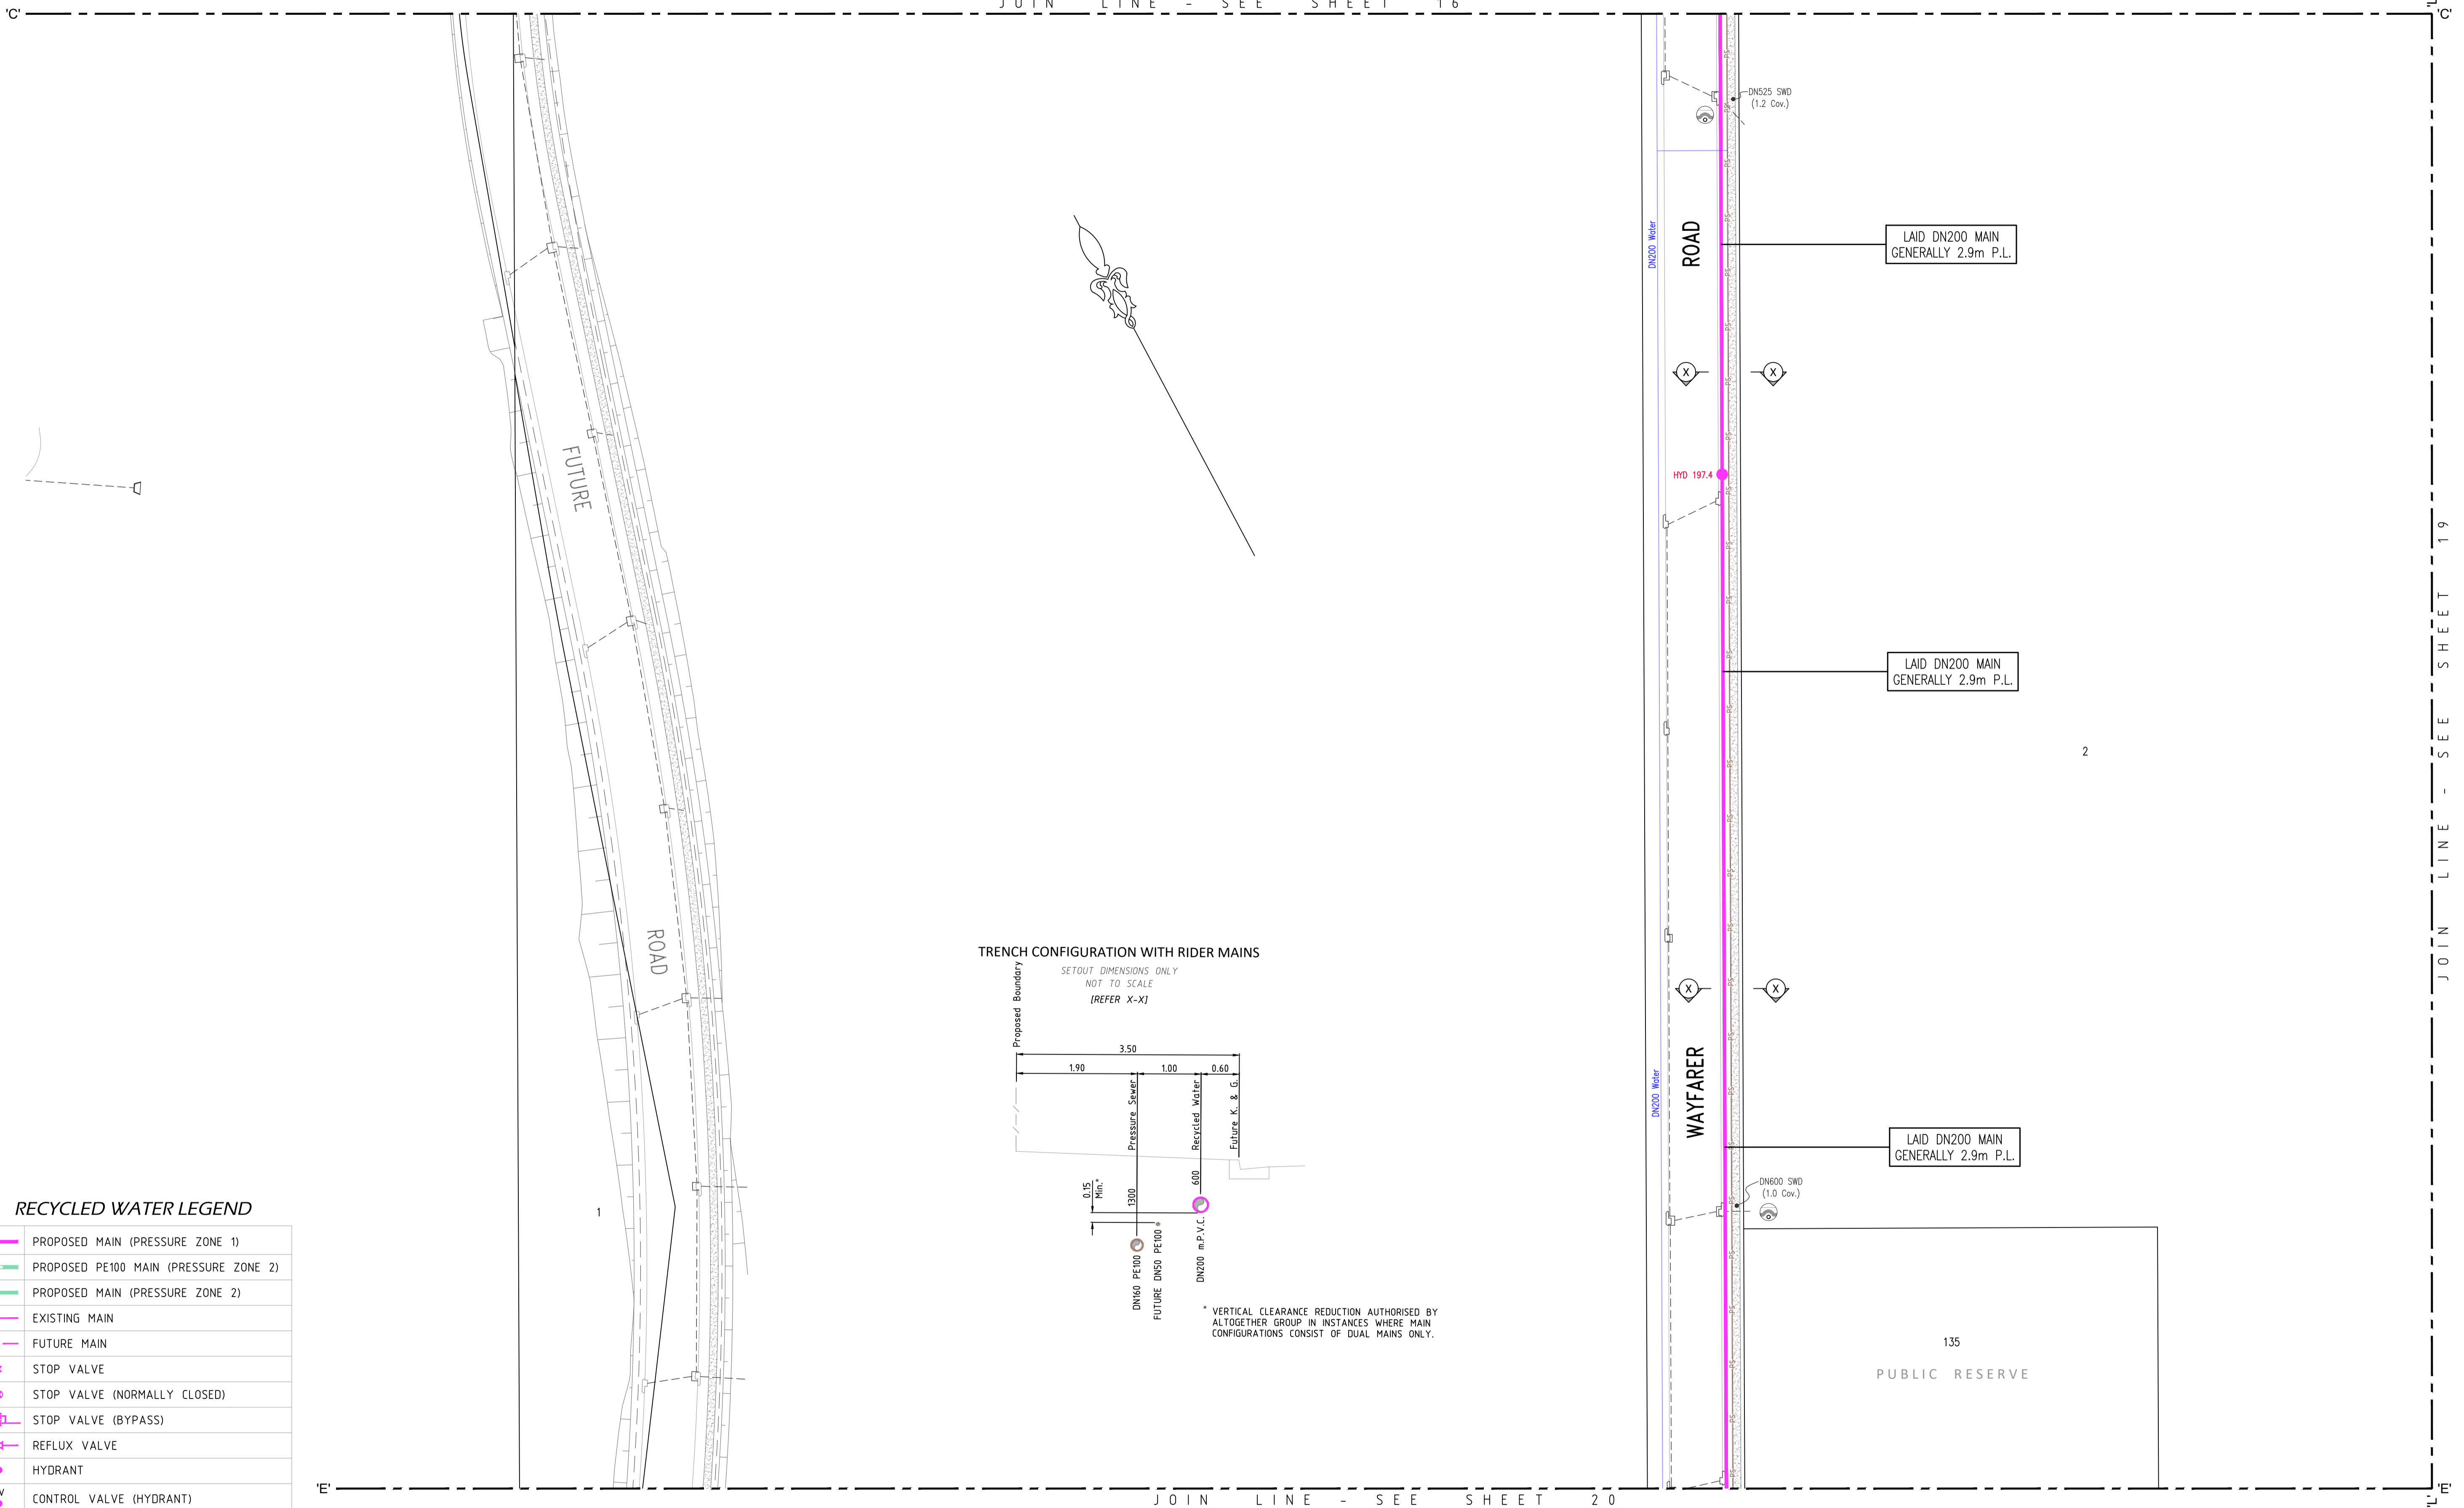 JOIN LINE - SEE SHEET 16
'C'
'C'
DN525 SWD
(1.2 Cov.)
DN200 Water
ROAD
LAID DN200 MAIN
GENERALLY 2.9m P.L.
X
X
FUTURE
HYD 197.4
JOIN LINE - SEE SHEET 19
LAID DN200 MAIN
GENERALLY 2.9m P.L.
2
ROAD
TRENCH CONFIGURATION WITH RIDER MAINS
SETOUT DIMENSIONS ONLY
NOT TO SCALE
[REFER X-X]
Proposed Boundary
3.50
1.90
1.00
0.60
Pressure Sewer
Recycled Water
Future K. & G.
0.15
Min.*
1300
600
DN160 PE100
FUTURE DN50 PE100
DN200 m.P.V.C.
* VERTICAL CLEARANCE REDUCTION AUTHORISED BY
ALTOGETHER GROUP IN INSTANCES WHERE MAIN
CONFIGURATIONS CONSIST OF DUAL MAINS ONLY.
X
X
DN200 Water
WAYFARER
LAID DN200 MAIN
GENERALLY 2.9m P.L.
DN600 SWD
(1.0 Cov.)
1
135
PUBLIC RESERVE
RECYCLED WATER LEGEND
PROPOSED MAIN (PRESSURE ZONE 1)
PROPOSED PE100 MAIN (PRESSURE ZONE 2)
PROPOSED MAIN (PRESSURE ZONE 2)
EXISTING MAIN
FUTURE MAIN
STOP VALVE
STOP VALVE (NORMALLY CLOSED)
STOP VALVE (BYPASS)
REFLUX VALVE
HYDRANT
CONTROL VALVE (HYDRANT)
'E'
'E'
JOIN LINE - SEE SHEET 20